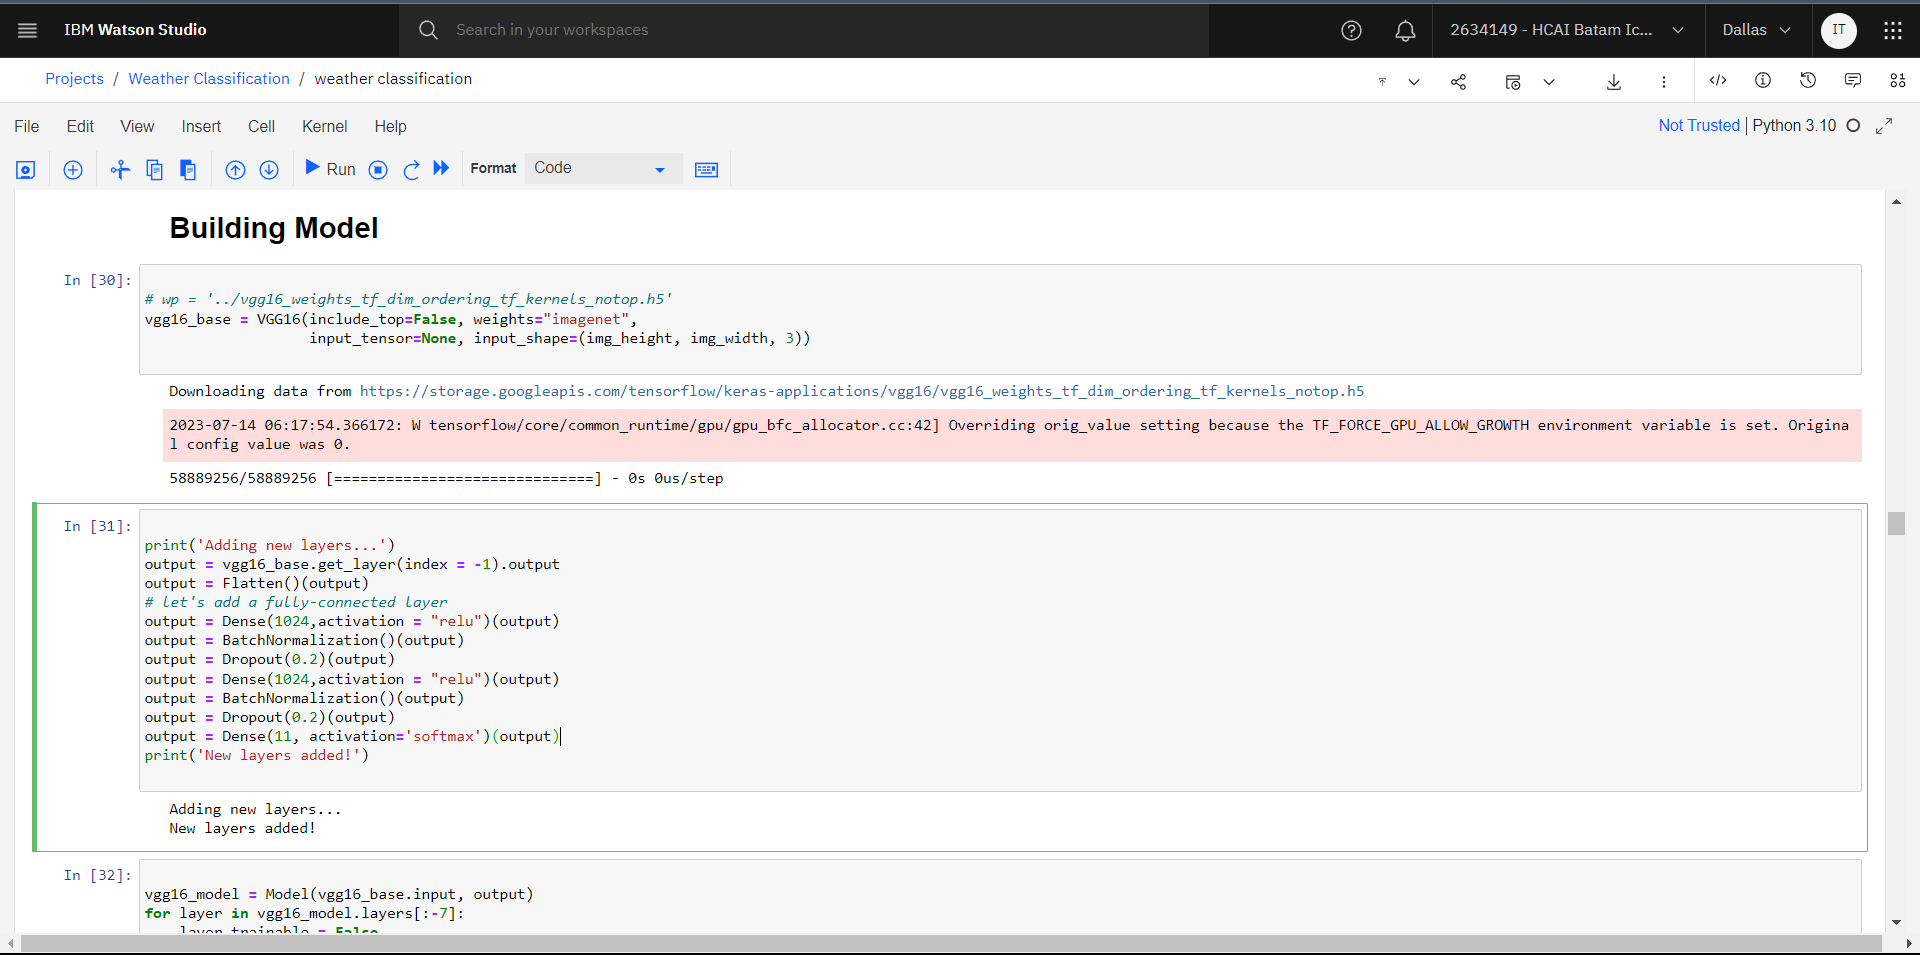 IBM Watson Studio
Search in your workspaces
2634149 - HCAI Batam Ic...
Dallas
IT
Projects / Weather Classification / weather classification
File Edit View Insert Cell Kernel Help
Not Trusted | Python 3.10
Run
Format
Code
Building Model
In [30]:
# wp = '../vgg16_weights_tf_dim_ordering_tf_kernels_notop.h5'
vgg16_base = VGG16(include_top=False, weights="imagenet",
input_tensor=None, input_shape=(img_height, img_width, 3))
Downloading data from https://storage.googleapis.com/tensorflow/keras-applications/vgg16/vgg16_weights_tf_dim_ordering_tf_kernels_notop.h5
2023-07-14 06:17:54.366172: W tensorflow/core/common_runtime/gpu/gpu_bfc_allocator.cc:42] Overriding orig_value setting because the TF_FORCE_GPU_ALLOW_GROWTH environment variable is set. Origina
l config value was 0.
58889256/58889256 [==============================] - 0s 0us/step
In [31]:
print('Adding new layers...')
output = vgg16_base.get_layer(index = -1).output
output = Flatten()(output)
# let's add a fully-connected layer
output = Dense(1024,activation = "relu")(output)
output = BatchNormalization()(output)
output = Dropout(0.2)(output)
output = Dense(1024,activation = "relu")(output)
output = BatchNormalization()(output)
output = Dropout(0.2)(output)
output = Dense(11, activation='softmax')(output)
print('New layers added!')
Adding new layers...
New layers added!
In [32]:
vgg16_model = Model(vgg16_base.input, output)
for layer in vgg16_model.layers[:-7]:
layer.trainable = False